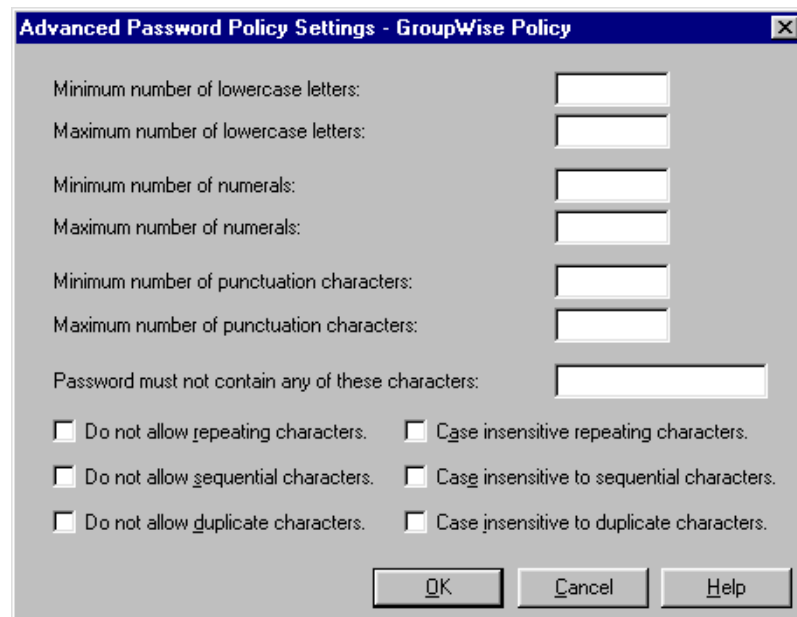 Advanced Password Policy Settings - GroupWise Policy
Minimum number of lowercase letters:
Maximum number of lowercase letters:
Minimum number of numerals:
Maximum number of numerals:
Minimum number of punctuation characters:
Maximum number of punctuation characters:
Password must not contain any of these characters:
Do not allow repeating characters. Case insensitive repeating characters.
Do not allow sequential characters. Case insensitive to sequential characters.
Do not allow duplicate characters. Case insensitive to duplicate characters.
OK Cancel Help